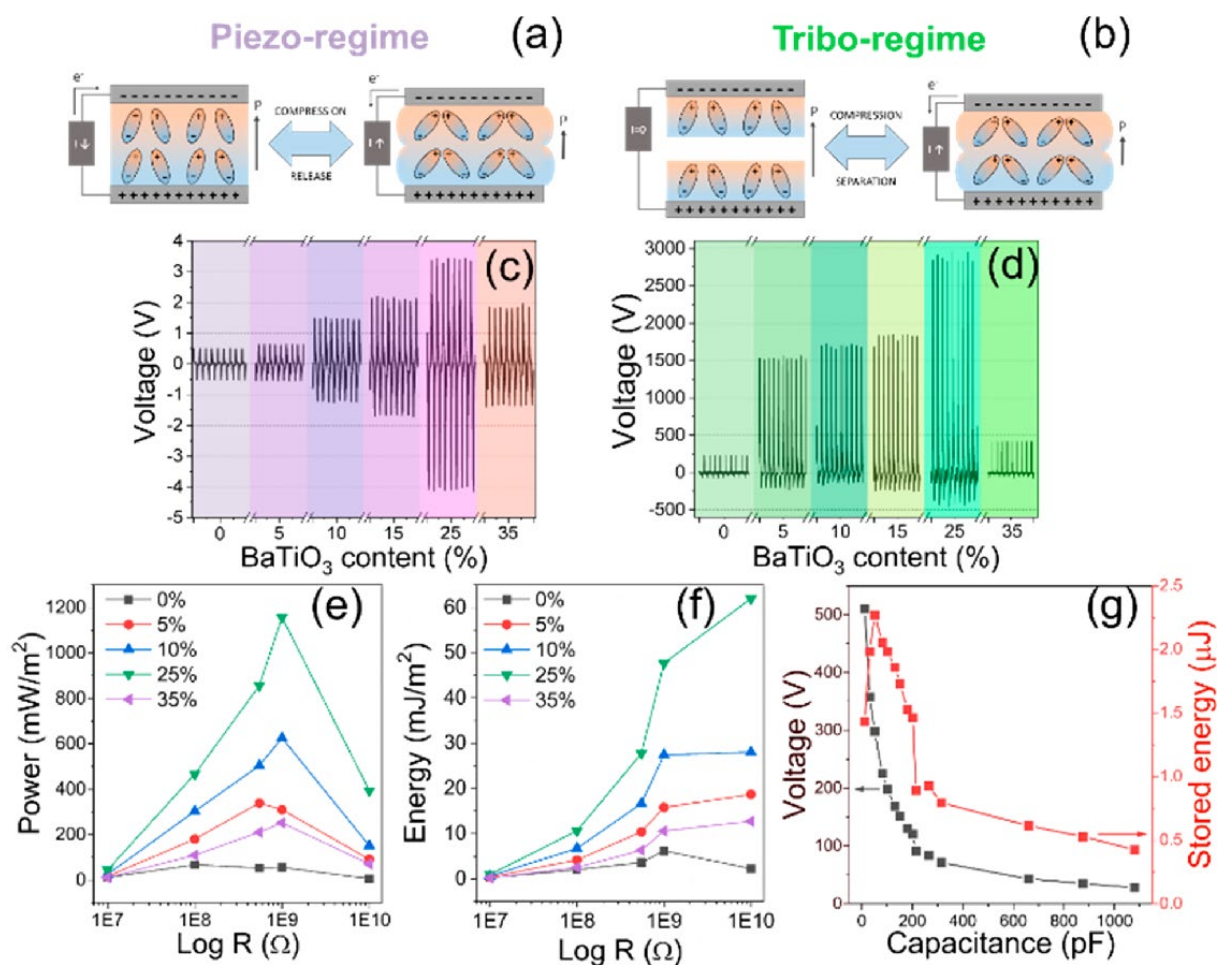 Piezo-regime (a)
Tribo-regime (b)
e⁻
- - - - - - - - - -
I ↓
+ + + + + + + + + +
P
COMPRESSION
RELEASE
e⁻
- - - - - - - - - -
I ↑
+ + + + + + + + + +
P
- - - - - - - - - -
I=0
+ + + + + + + + + +
P
COMPRESSION
SEPARATION
e⁻
- - - - - - - - - -
I ↑
+ + + + + + + + + +
P
(c)
Voltage (V)
4
3
2
1
0
-1
-2
-3
-4
-5
0 5 10 15 25 35
BaTiO₃ content (%)
(d)
Voltage (V)
3000
2500
2000
1500
1000
500
0
-500
0 5 10 15 25 35
BaTiO₃ content (%)
(e)
Power (mW/m²)
1200
1000
800
600
400
200
0
0%
5%
10%
25%
35%
1E7 1E8 1E9 1E10
Log R (Ω)
(f)
Energy (mJ/m²)
60
50
40
30
20
10
0
0%
5%
10%
25%
35%
1E7 1E8 1E9 1E10
Log R (Ω)
(g)
Voltage (V)
500
400
300
200
100
0
2.5
2.0
1.5
1.0
0.5
0.0
Stored energy (μJ)
0 200 400 600 800 1000
Capacitance (pF)